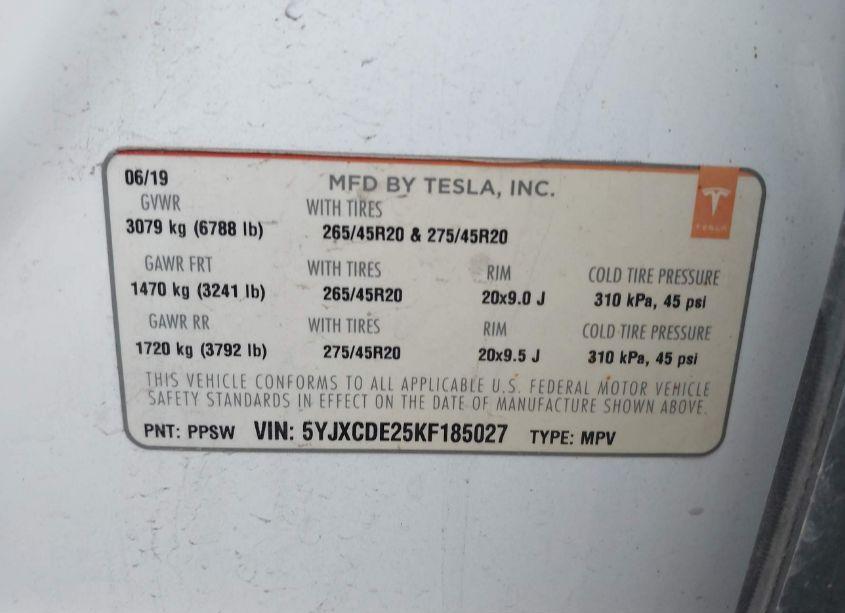 06/19 MFD BY TESLA, INC.
GVWR WITH TIRES
3079 kg (6788 lb) 265/45R20 & 275/45R20
TESLA
GAWR FRT WITH TIRES RIM COLD TIRE PRESSURE
1470 kg (3241 lb) 265/45R20 20x9.0 J 310 kPa, 45 psi
GAWR RR WITH TIRES RIM COLD TIRE PRESSURE
1720 kg (3792 lb) 275/45R20 20x9.5 J 310 kPa, 45 psi
THIS VEHICLE CONFORMS TO ALL APPLICABLE U.S. FEDERAL MOTOR VEHICLE
SAFETY STANDARDS IN EFFECT ON THE DATE OF MANUFACTURE SHOWN ABOVE.
PNT: PPSW VIN: 5YJXCDE25KF185027 TYPE: MPV